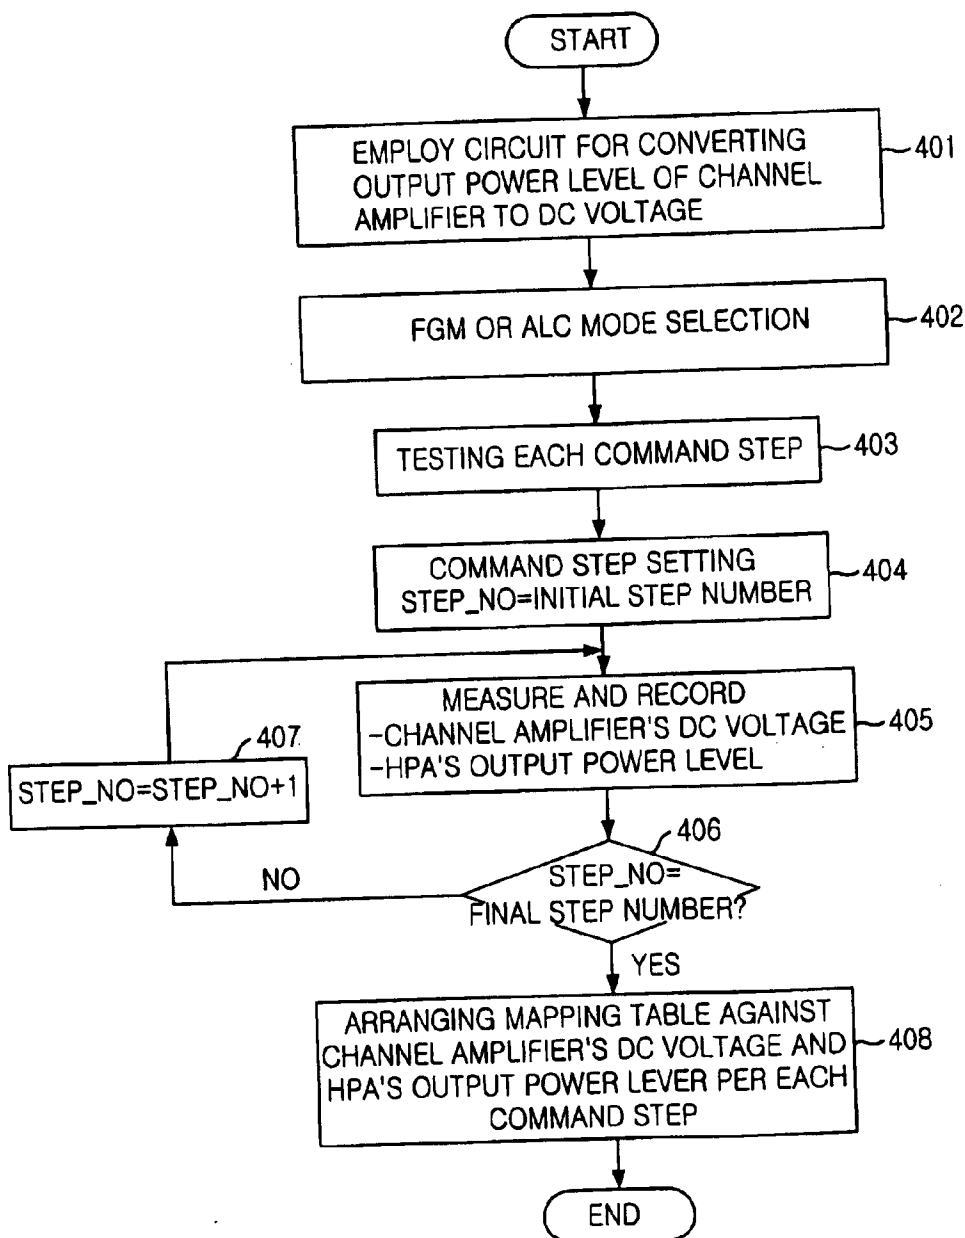 START
EMPLOY CIRCUIT FOR CONVERTING
OUTPUT POWER LEVEL OF CHANNEL
AMPLIFIER TO DC VOLTAGE
401
FGM OR ALC MODE SELECTION
402
TESTING EACH COMMAND STEP
403
COMMAND STEP SETTING
STEP_NO=INITIAL STEP NUMBER
404
MEASURE AND RECORD
-CHANNEL AMPLIFIER'S DC VOLTAGE
-HPA'S OUTPUT POWER LEVEL
405
407
STEP_NO=STEP_NO+1
406
STEP_NO=
FINAL STEP NUMBER?
NO
YES
ARRANGING MAPPING TABLE AGAINST
CHANNEL AMPLIFIER'S DC VOLTAGE AND
HPA'S OUTPUT POWER LEVER PER EACH
COMMAND STEP
408
END